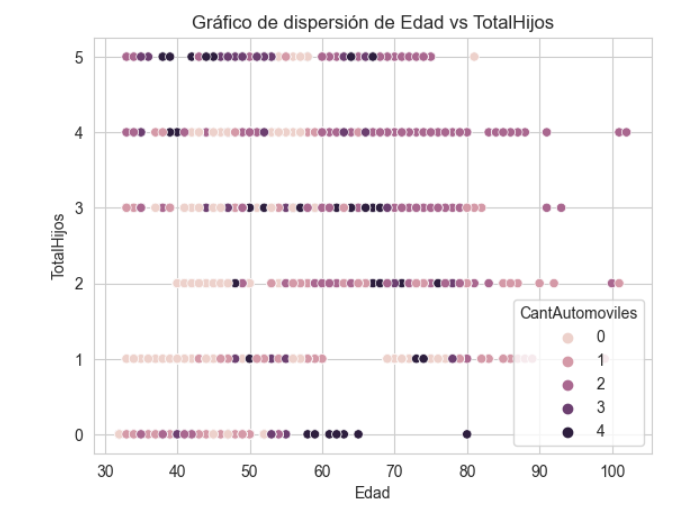 Gráfico de dispersión de Edad vs TotalHijos
TotalHijos
5
4
3
2
1
0
30 40 50 60 70 80 90 100
Edad
CantAutomoviles
0
1
2
3
4